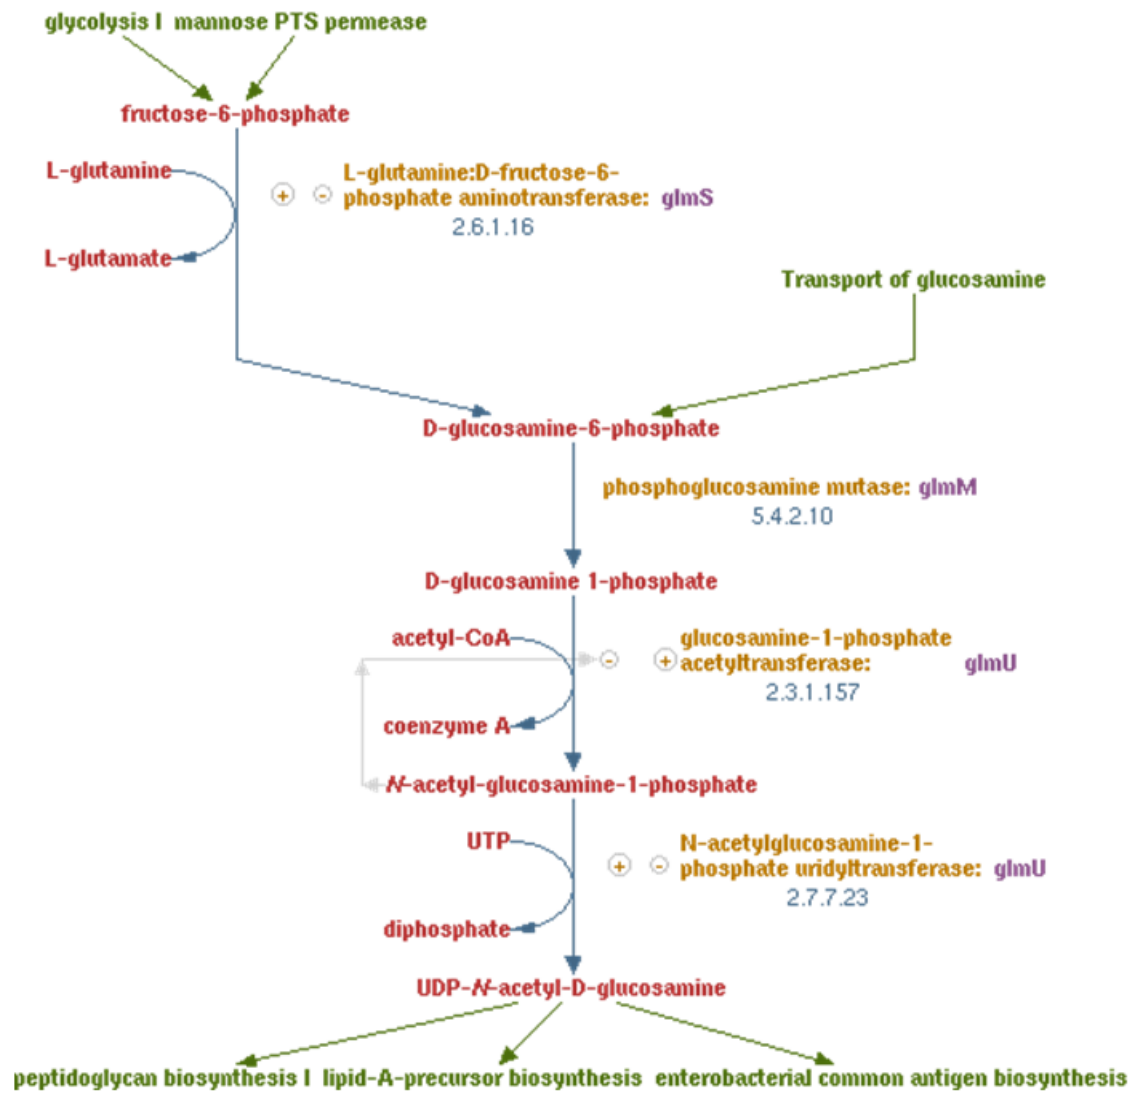 glycolysis I mannose PTS permease
fructose-6-phosphate
L-glutamine
L-glutamine:D-fructose-6-
+ - phosphate aminotransferase: glmS
2.6.1.16
L-glutamate
Transport of glucosamine
D-glucosamine-6-phosphate
phosphoglucosamine mutase: glmM
5.4.2.10
D-glucosamine 1-phosphate
acetyl-CoA
glucosamine-1-phosphate
- + acetyltransferase: glmU
2.3.1.157
coenzyme A
N-acetyl-glucosamine-1-phosphate
UTP
N-acetylglucosamine-1-
+ - phosphate uridyltransferase: glmU
2.7.7.23
diphosphate
UDP-N-acetyl-D-glucosamine
peptidoglycan biosynthesis I lipid-A-precursor biosynthesis enterobacterial common antigen biosynthesis